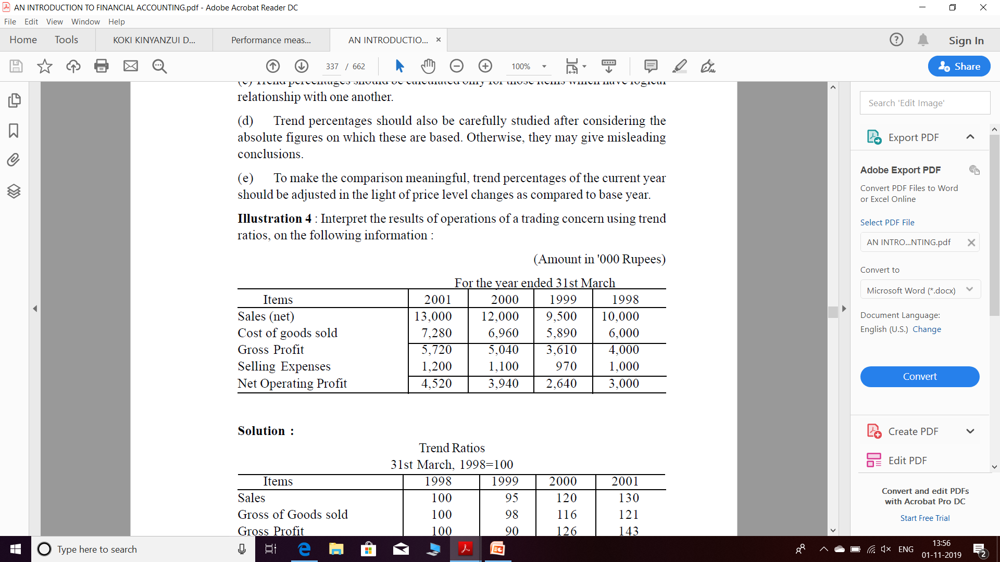 AN INTRODUCTION TO FINANCIAL ACCOUNTING.pdf - Adobe Acrobat Reader DC
File Edit View Window Help
Home Tools KOKI KINYANZUI D... Performance meas... AN INTRODUCTIO... × Sign In
337 / 662 100% Share
(c) Trend percentages should be calculated only for those items which have logical
relationship with one another.
(d) Trend percentages should also be carefully studied after considering the
absolute figures on which these are based. Otherwise, they may give misleading
conclusions.
(e) To make the comparison meaningful, trend percentages of the current year
should be adjusted in the light of price level changes as compared to base year.
Illustration 4 : Interpret the results of operations of a trading concern using trend
ratios, on the following information :
(Amount in '000 Rupees)
For the year ended 31st March
Items 2001 2000 1999 1998
Sales (net) 13,000 12,000 9,500 10,000
Cost of goods sold 7,280 6,960 5,890 6,000
Gross Profit 5,720 5,040 3,610 4,000
Selling Expenses 1,200 1,100 970 1,000
Net Operating Profit 4,520 3,940 2,640 3,000
Solution :
Trend Ratios
31st March, 1998=100
Items 1998 1999 2000 2001
Sales 100 95 120 130
Gross of Goods sold 100 98 116 121
Gross Profit 100 90 126 143
Search 'Edit Image'
Export PDF
Adobe Export PDF
Convert PDF Files to Word
or Excel Online
Select PDF File
AN INTRO...NTING.pdf
Convert to
Microsoft Word (*.docx)
Document Language:
English (U.S.) Change
Convert
Create PDF
Edit PDF
Convert and edit PDFs
with Acrobat Pro DC
Start Free Trial
Type here to search
ENG
13:56
01-11-2019
2